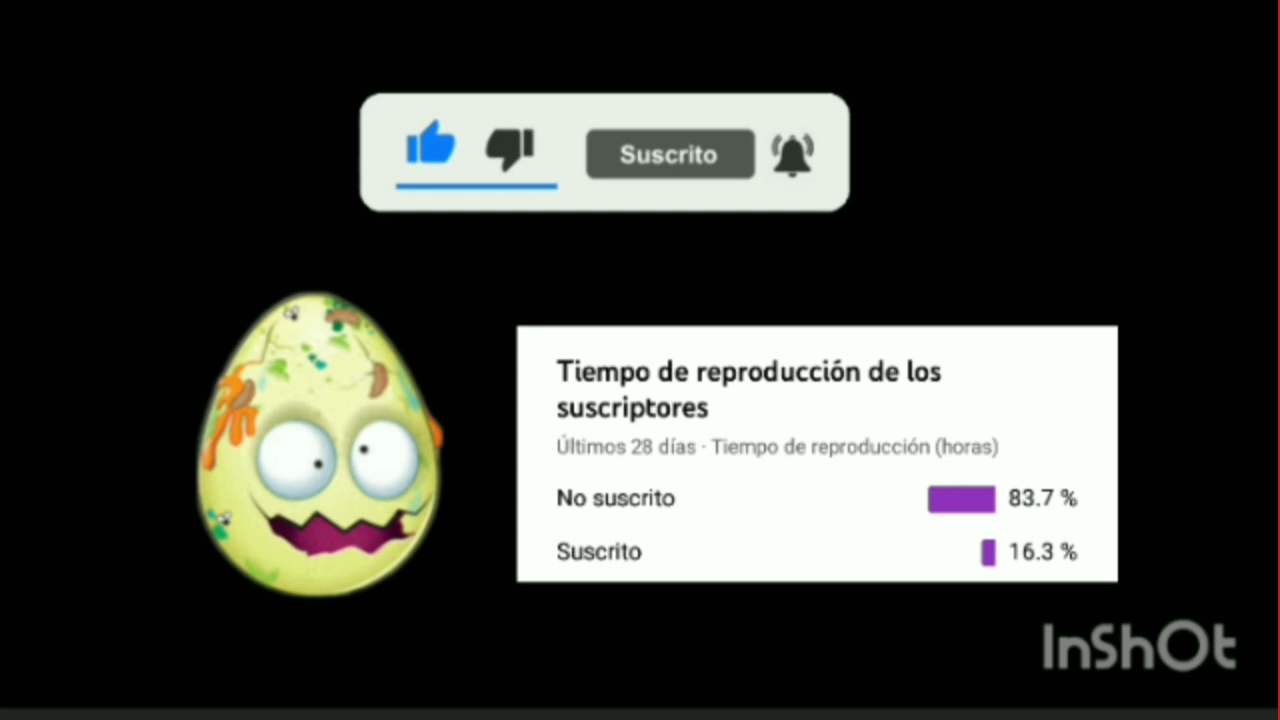 Suscrito
Tiempo de reproducción de los
suscriptores
Últimos 28 días · Tiempo de reproducción (horas)
No suscrito 83.7 %
Suscrito 16.3 %
InShOt